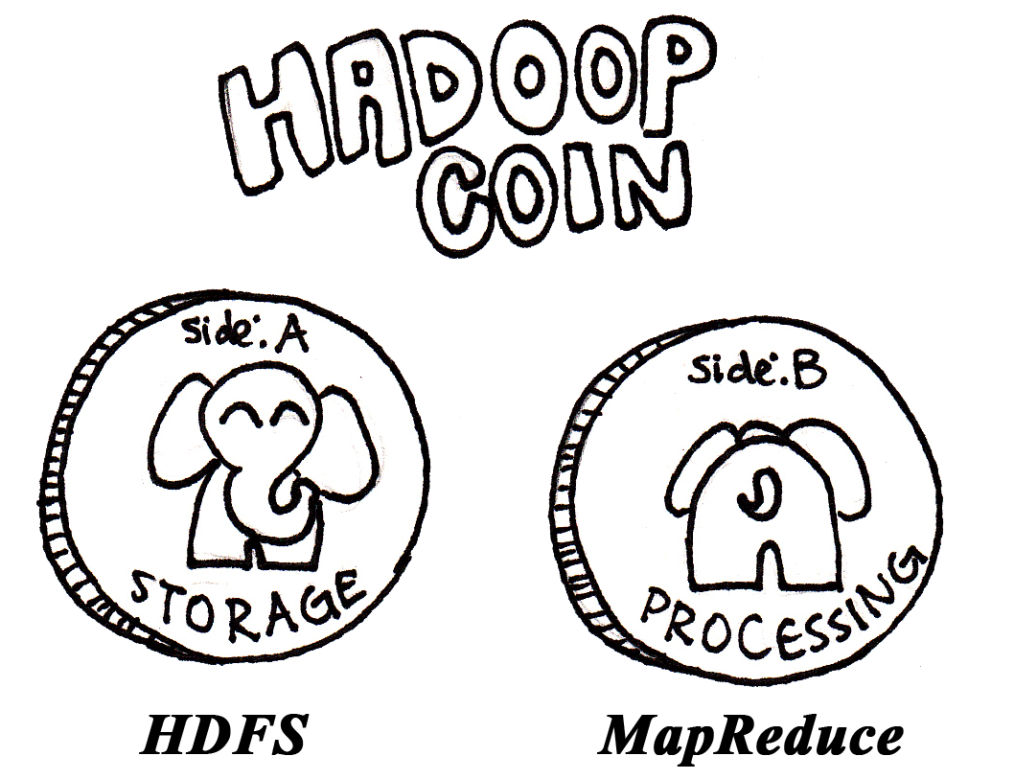 HADOOP
COIN
side: A
STORAGE
HDFS
side: B
PROCESSING
MapReduce